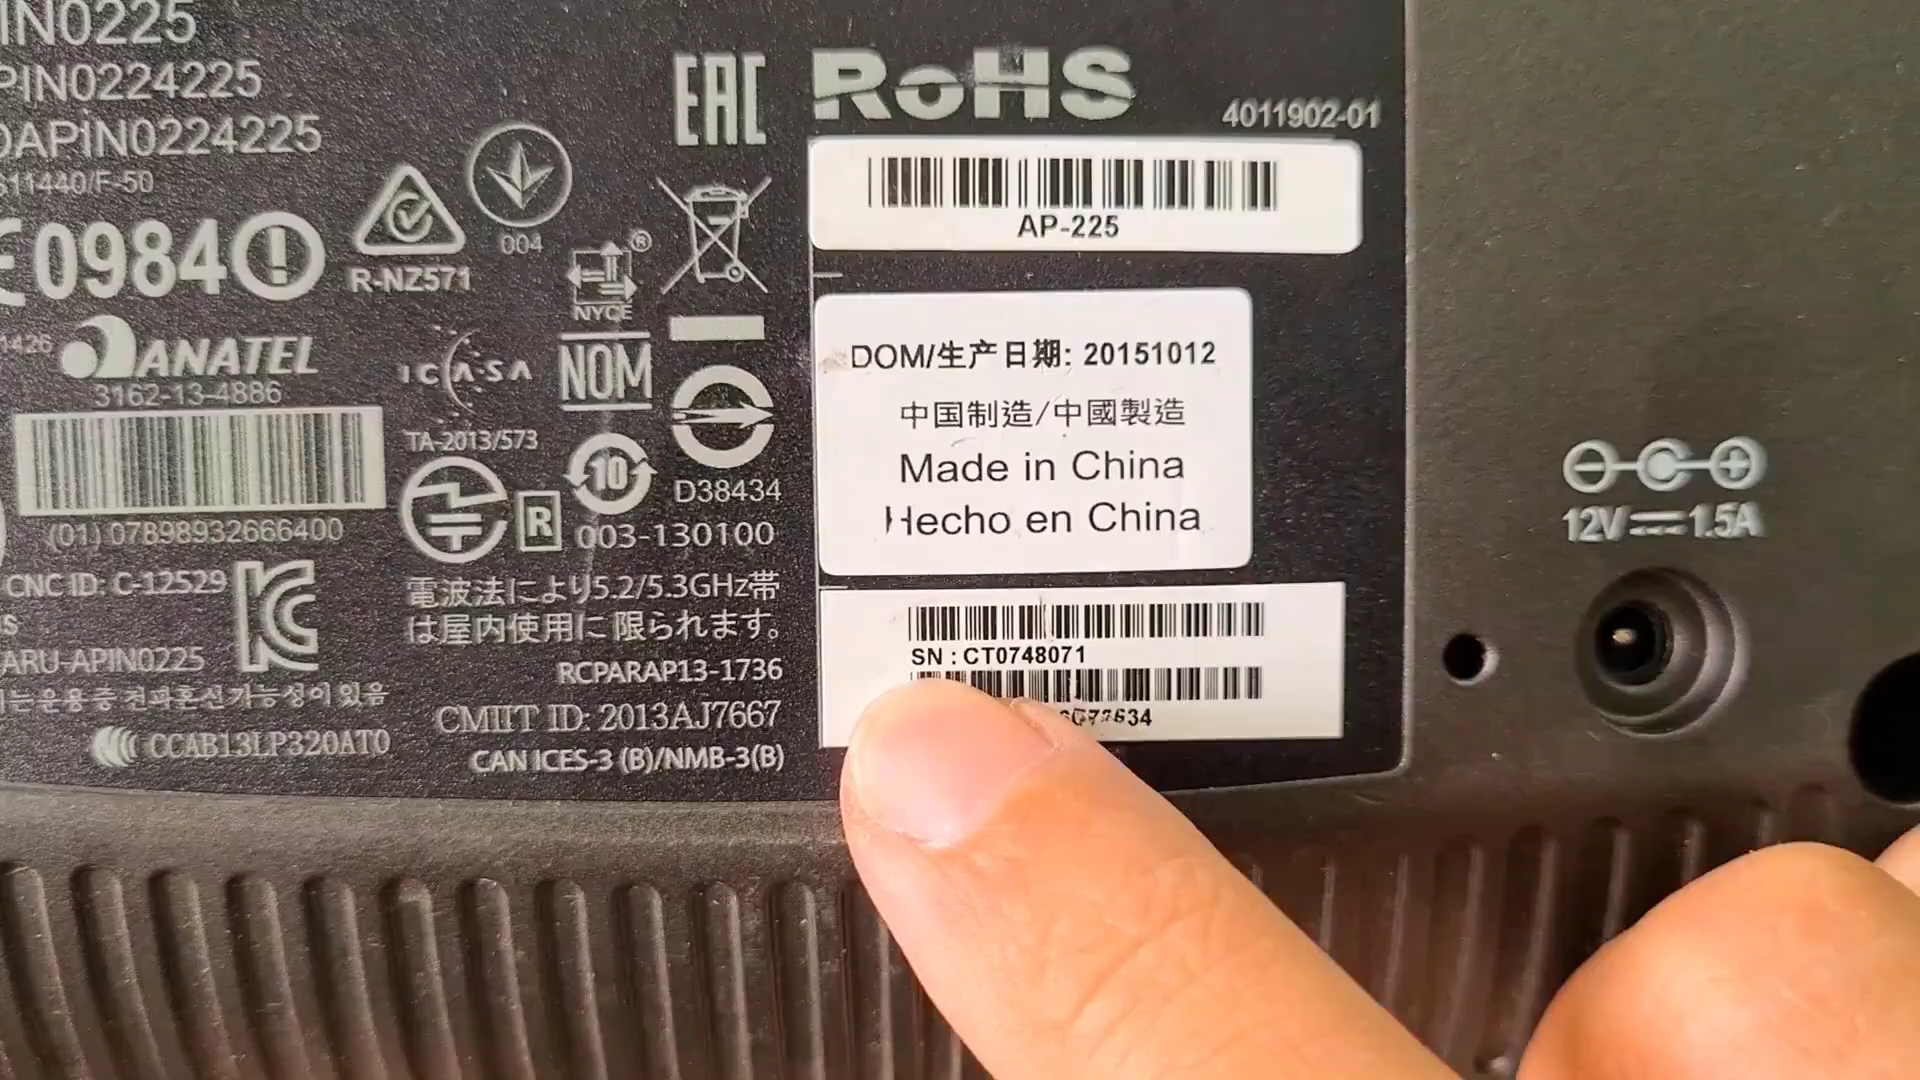 IN0225
PIN0224225
DAPIN0224225
S11440/F-50
EAC
RoHS
4011902-01
AP-225
0984
R-NZ571
004
NYCE
®
1426
ANATEL
3162-13-4886
ICASA
NOM
TA-2013/573
10
D38434
R
003-130100
(01) 07898932666400
DOM/生产日期: 20151012
中国制造/中國製造
Made in China
Hecho en China
12V 1.5A
CNC ID: C-12529
ARU-APIN0225
電波法により5.2/5.3GHz帯
は屋内使用に 限られます。
RCPARAP13-1736
는운용중 전파혼신가능성이 있음
CCAB13LP320AT0
CMIIT ID: 2013AJ7667
CAN ICES-3 (B)/NMB-3(B)
SN : CT0748071